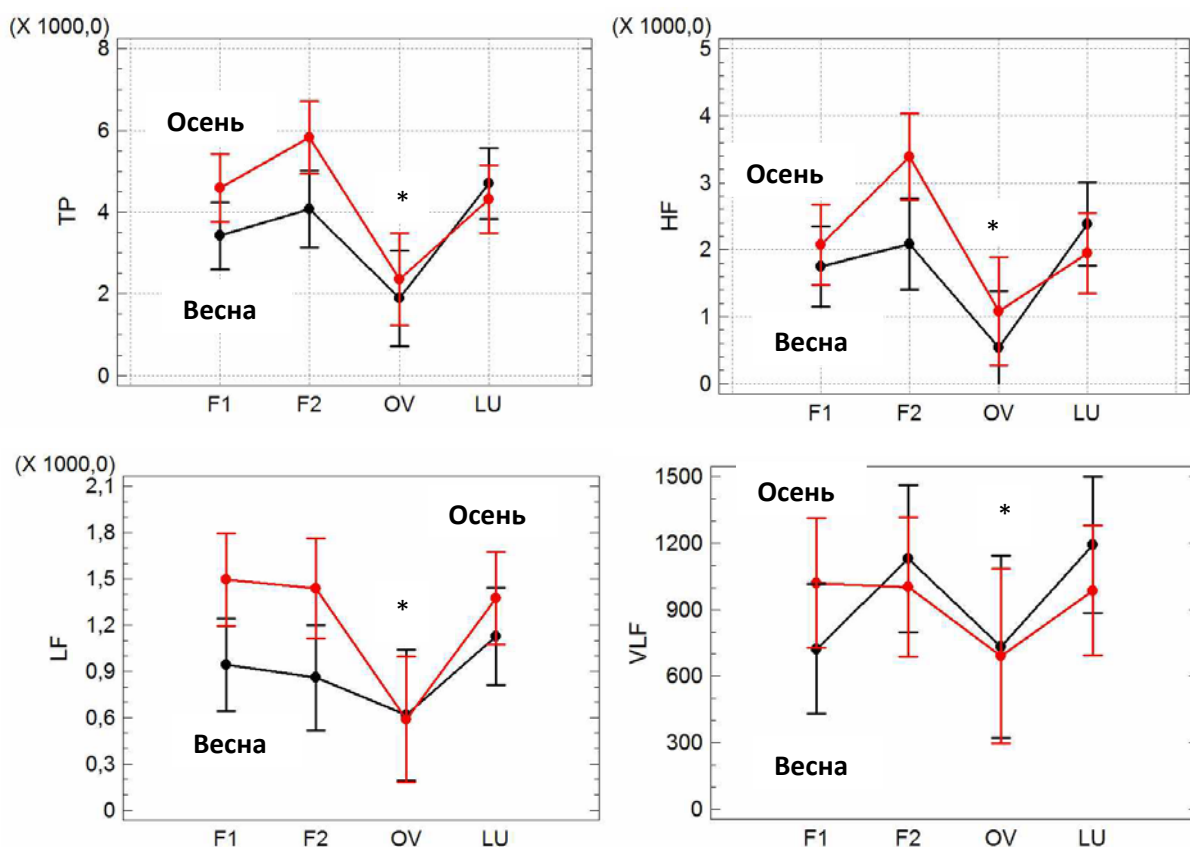 (X 1000,0)
8
6
4
2
0
TP
Осень
*
Весна
F1 F2 OV LU
(X 1000,0)
5
4
3
2
1
0
HF
Осень
*
Весна
F1 F2 OV LU
(X 1000,0)
2,1
1,8
1,5
1,2
0,9
0,6
0,3
0
LF
Осень
*
Весна
F1 F2 OV LU
1500
1200
900
600
300
0
VLF
Осень
*
Весна
F1 F2 OV LU